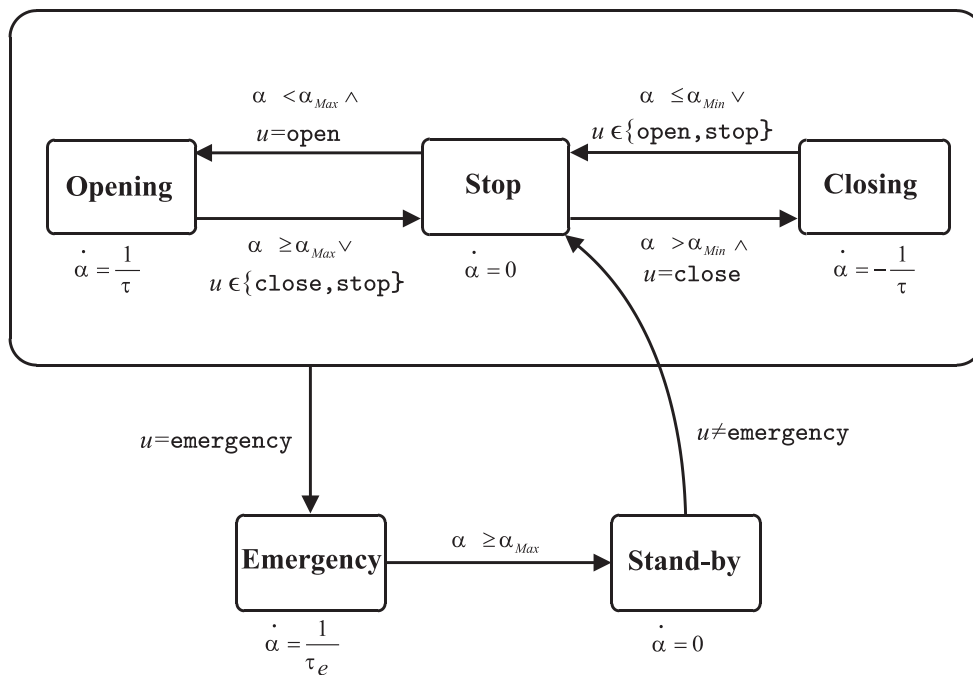 α < α_Max ∧
u=open
α ≤ α_Min ∨
u ∈{open,stop}
Opening
Stop
Closing
α̇ = 1/τ
α ≥ α_Max ∨
u ∈{close,stop}
α̇ = 0
α > α_Min ∧
u=close
α̇ = − 1/τ
u=emergency
u≠emergency
Emergency
α ≥ α_Max
Stand-by
α̇ = 1/τ_e
α̇ = 0